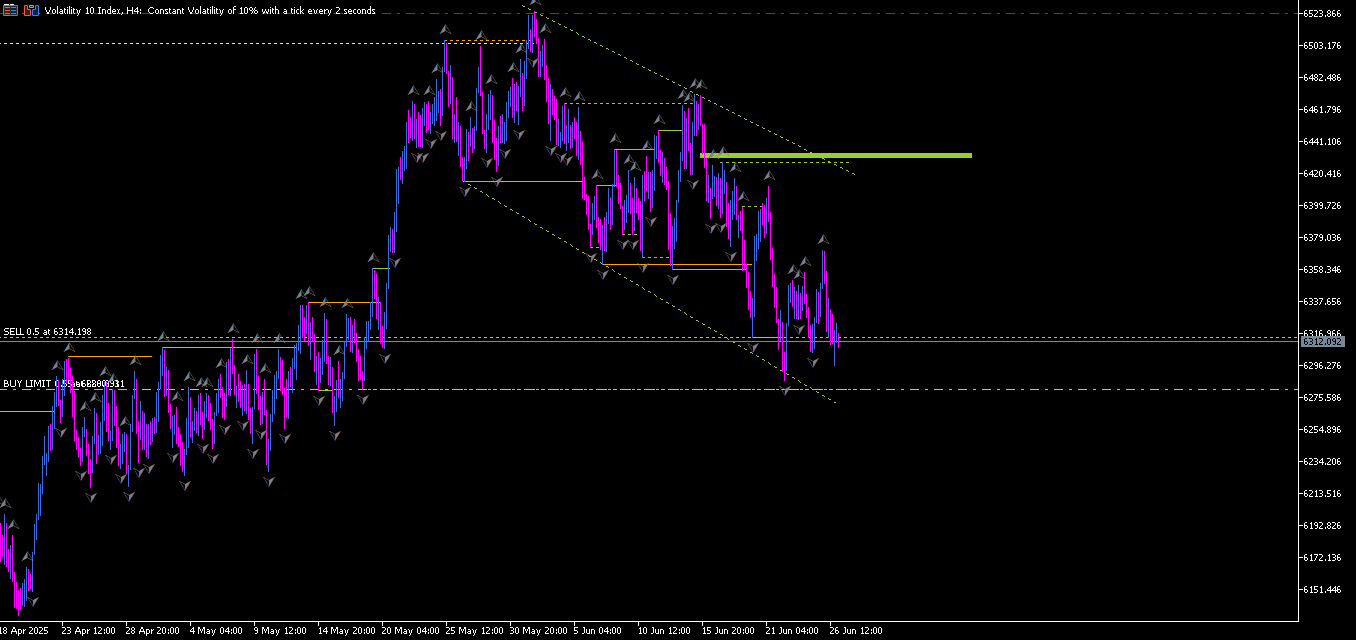 Volatility 10 Index, H4: Constant Volatility of 10% with a tick every 2 seconds
6523.866
6503.176
6482.486
6461.796
6441.106
6420.416
6399.726
6379.036
6358.346
6337.656
SELL 0.5 at 6314.198
6316.966
6312.092
6296.276
BUY LIMIT
6275.586
6254.896
6234.206
6213.516
6192.826
6172.136
6151.446
18 Apr 2025
23 Apr 12:00
28 Apr 20:00
4 May 04:00
9 May 12:00
14 May 20:00
20 May 04:00
25 May 12:00
30 May 20:00
5 Jun 04:00
10 Jun 12:00
15 Jun 20:00
21 Jun 04:00
26 Jun 12:00